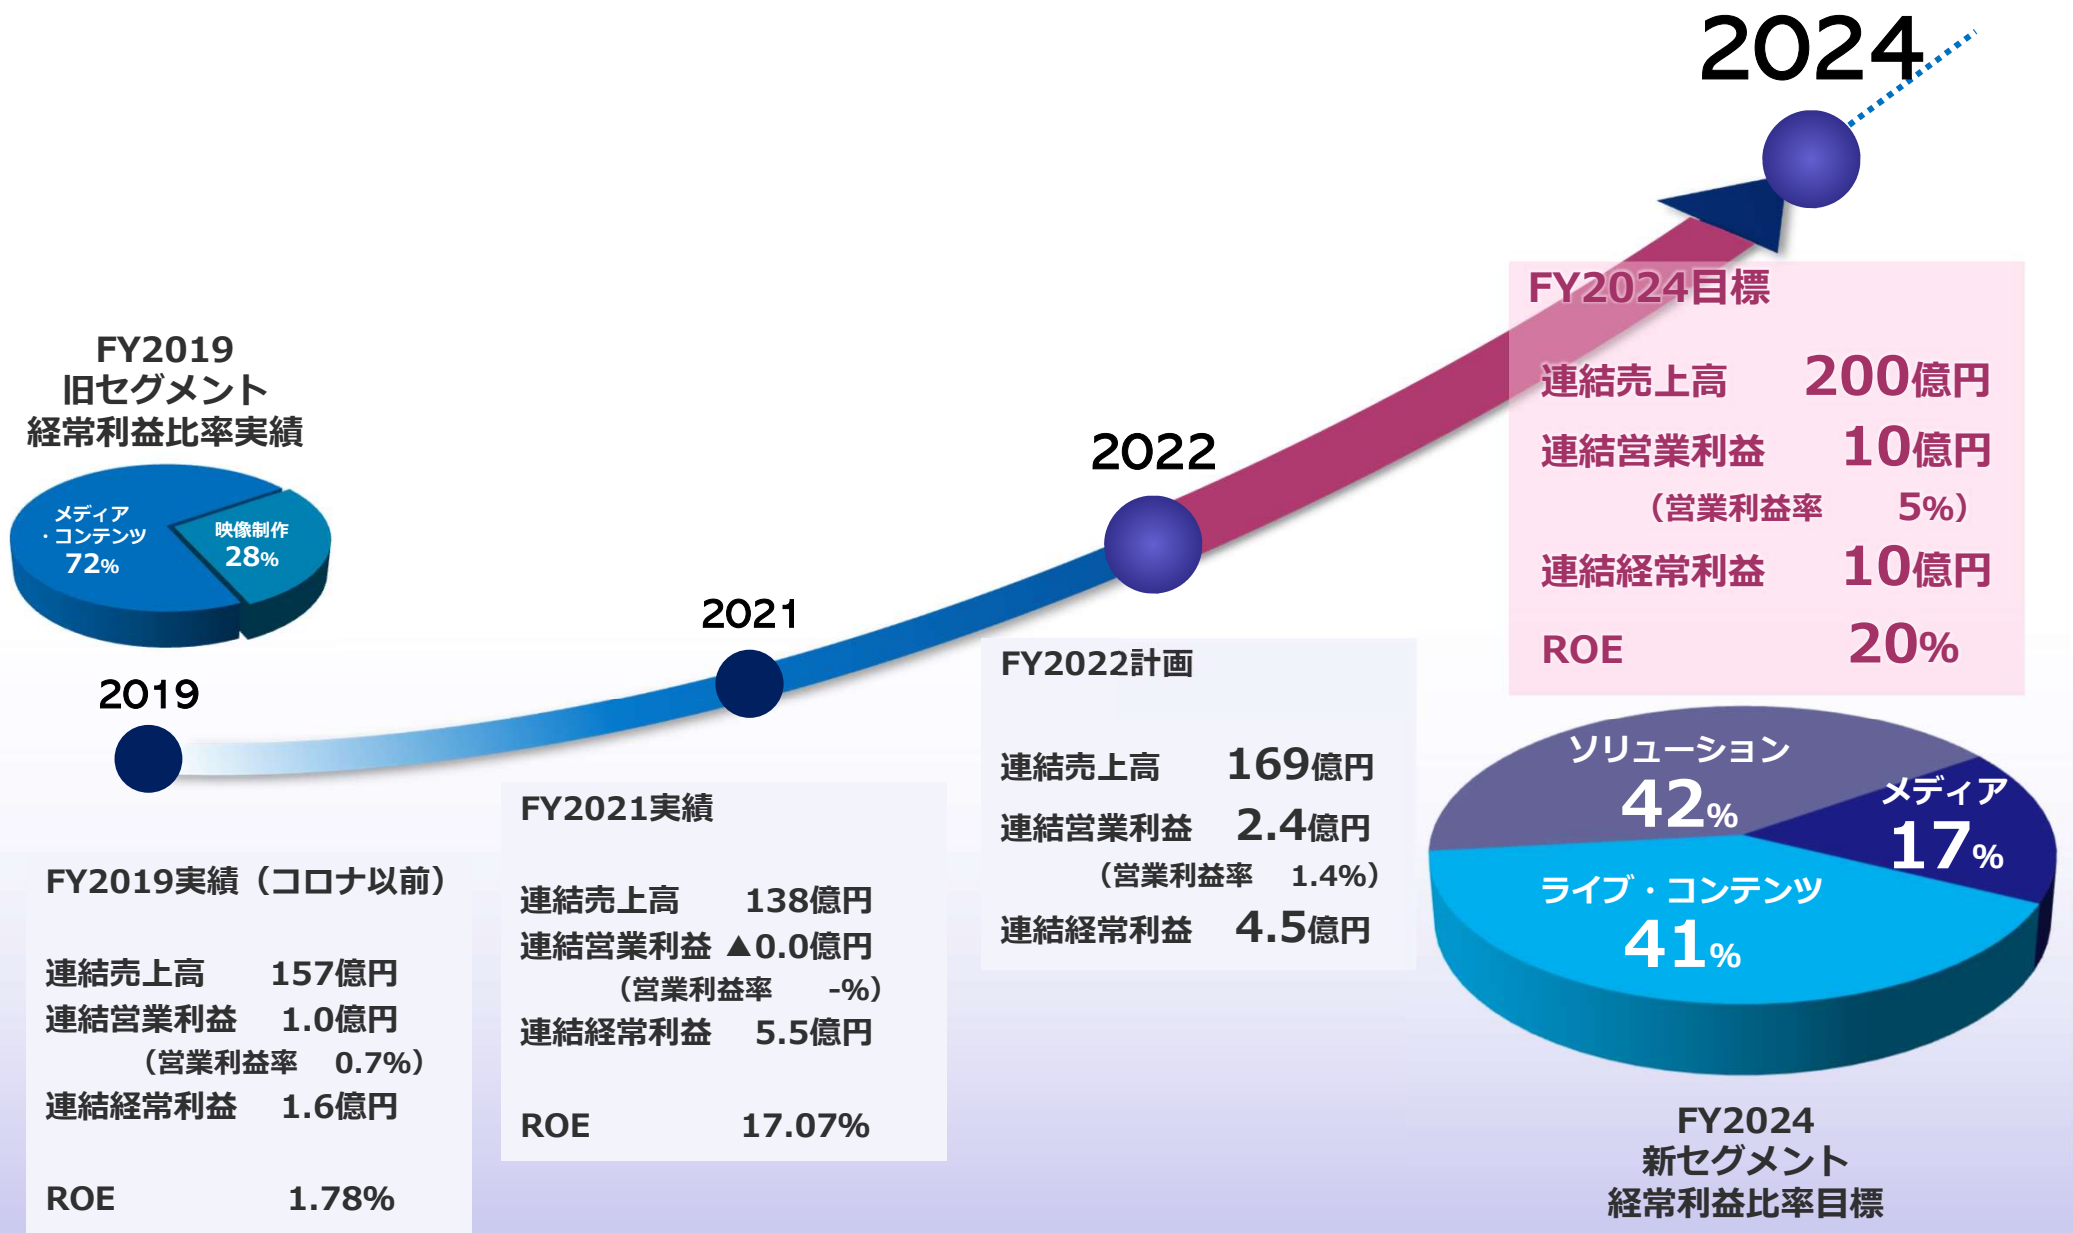 FY2019
旧セグメント
経常利益比率実績
メディア
・コンテンツ
72%
映像制作
28%
2019
FY2019実績（コロナ以前）
連結売上高 157億円
連結営業利益 1.0億円
（営業利益率 0.7%）
連結経常利益 1.6億円
ROE 1.78%
2021
FY2021実績
連結売上高 138億円
連結営業利益 ▲0.0億円
（営業利益率 -%）
連結経常利益 5.5億円
ROE 17.07%
2022
FY2022計画
連結売上高 169億円
連結営業利益 2.4億円
（営業利益率 1.4%）
連結経常利益 4.5億円
2024
FY2024目標
連結売上高 200億円
連結営業利益 10億円
（営業利益率 5%）
連結経常利益 10億円
ROE 20%
ソリューション
42%
メディア
17%
ライブ・コンテンツ
41%
FY2024
新セグメント
経常利益比率目標